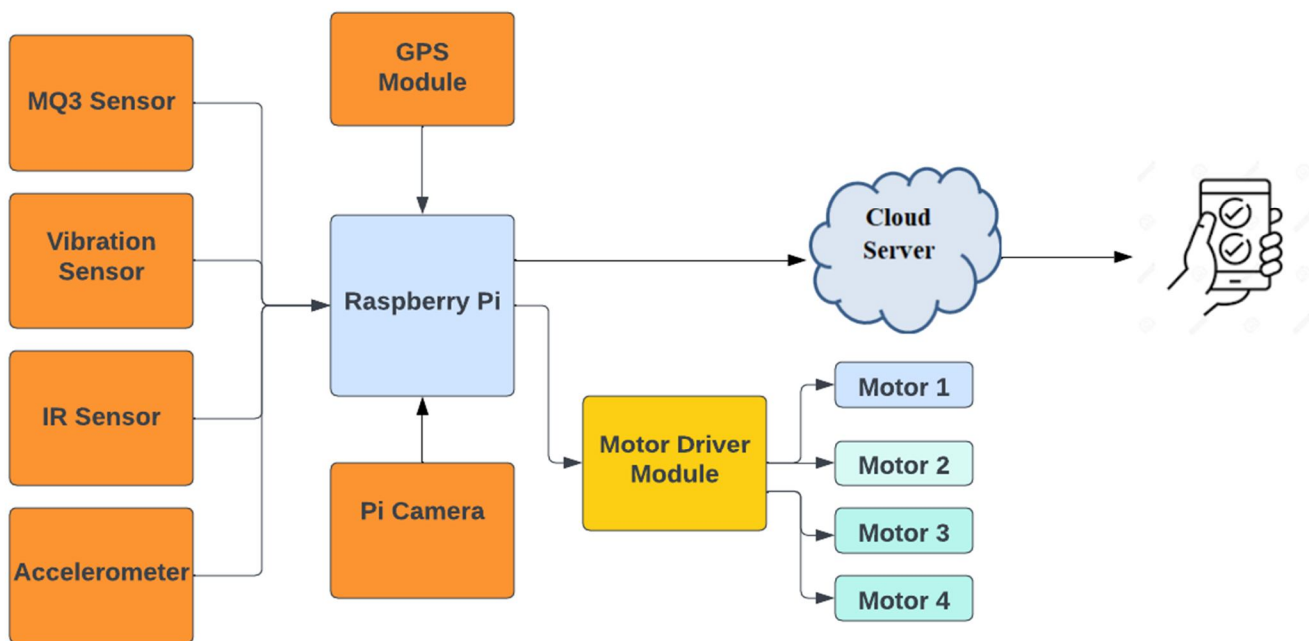 MQ3 Sensor
GPS
Module
Vibration
Sensor
Cloud
Server
Raspberry Pi
IR Sensor
Motor 1
Motor Driver
Module
Motor 2
Pi Camera
Motor 3
Accelerometer
Motor 4